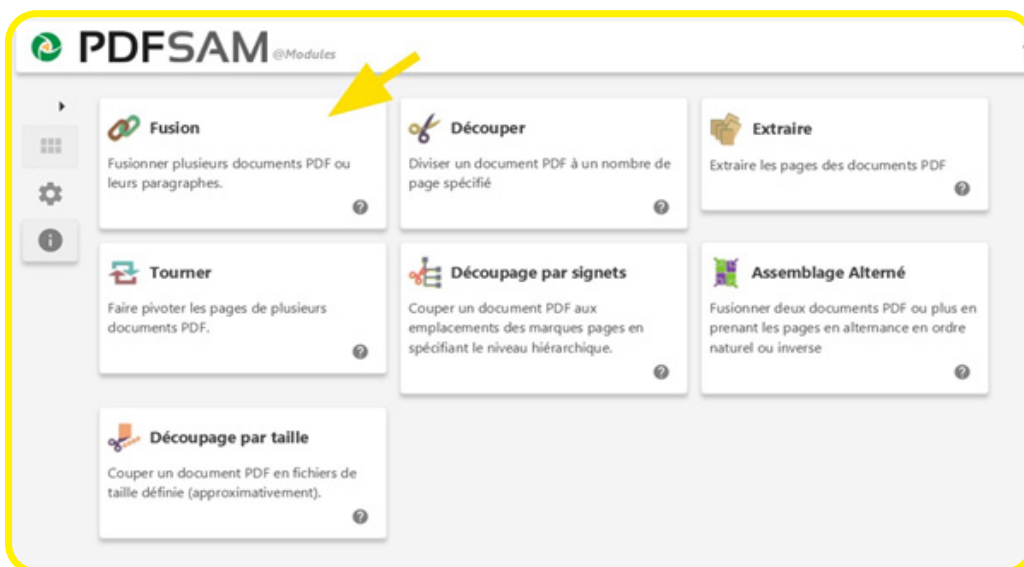 PDFSAM @Modules
Fusion
Fusionner plusieurs documents PDF ou
leurs paragraphes.
Découper
Diviser un document PDF à un nombre de
page spécifié
Extraire
Extraire les pages des documents PDF
Tourner
Faire pivoter les pages de plusieurs
documents PDF.
Découpage par signets
Couper un document PDF aux
emplacements des marques pages en
spécifiant le niveau hiérarchique.
Assemblage Alterné
Fusionner deux documents PDF ou plus en
prenant les pages en alternance en ordre
naturel ou inverse
Découpage par taille
Couper un document PDF en fichiers de
taille définie (approximativement).